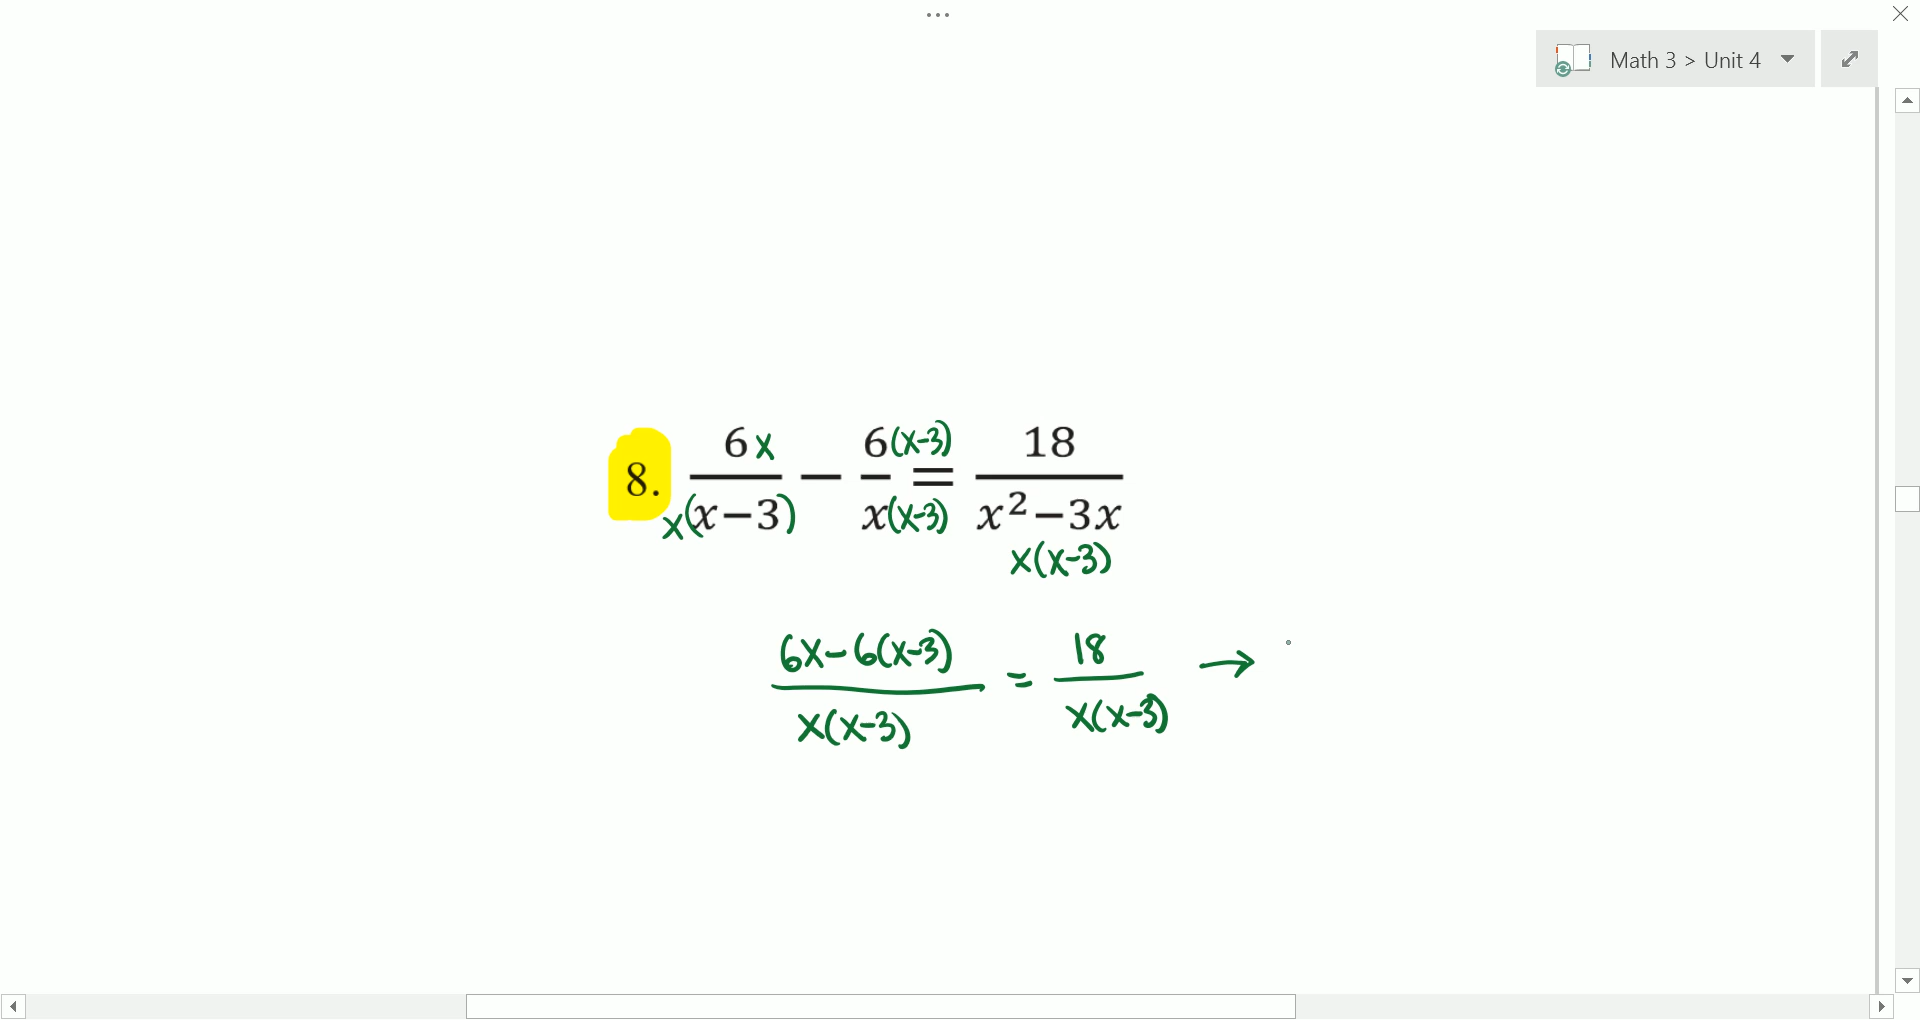 Math 3 > Unit 4
8. 6x/x(x−3) − 6(x-3)/x(x-3) = 18/x²−3x
x(x-3)
6x-6(x-3)/x(x-3) = 18/x(x-3) →